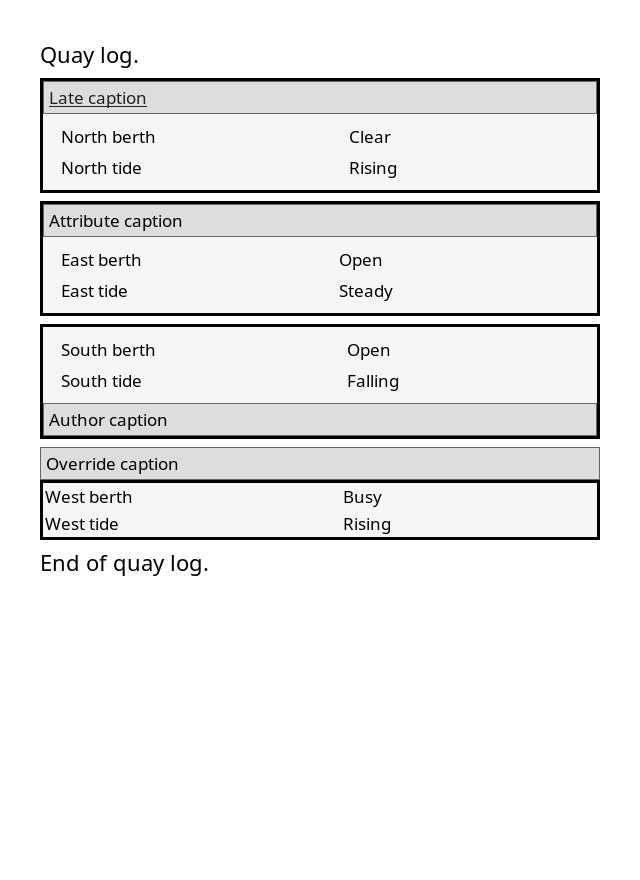 Quay log.
Late caption
North berth Clear
North tide Rising
Attribute caption
East berth Open
East tide Steady
South berth Open
South tide Falling
Author caption
Override caption
West berth Busy
West tide Rising
End of quay log.